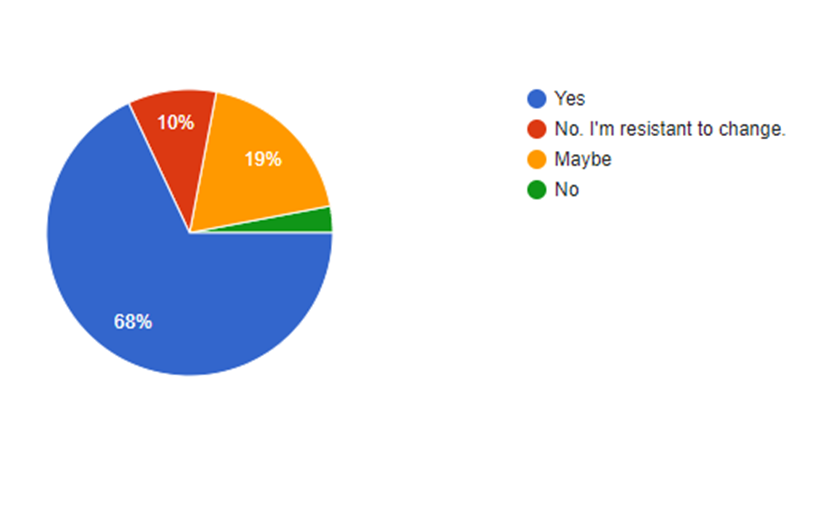 10%
19%
68%
Yes
No. I'm resistant to change.
Maybe
No